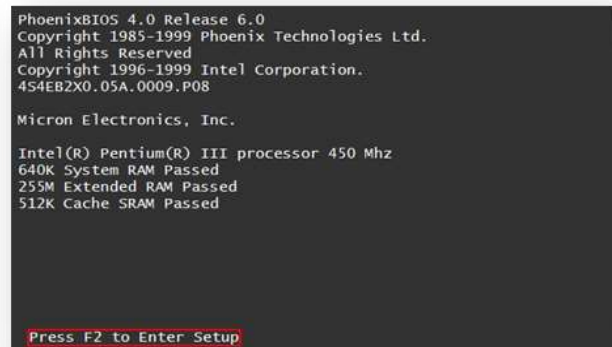 PhoenixBIOS 4.0 Release 6.0
Copyright 1985-1999 Phoenix Technologies Ltd.
All Rights Reserved
Copyright 1996-1999 Intel Corporation.
4S4EB2X0.05A.0009.P08
Micron Electronics, Inc.
Intel(R) Pentium(R) III processor 450 Mhz
640K System RAM Passed
255M Extended RAM Passed
512K Cache SRAM Passed
Press F2 to Enter Setup